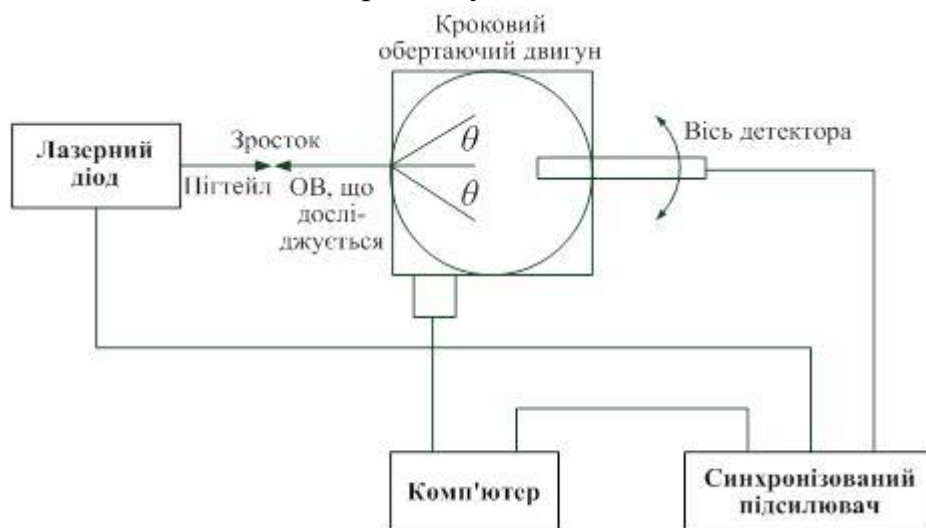 Кроковий
обертаючий двигун
Лазерний
діод
Зросток
Пігтейл
ОВ, що
дослі-
джується
θ
θ
Вісь детектора
Комп'ютер
Синхронізований
підсилювач